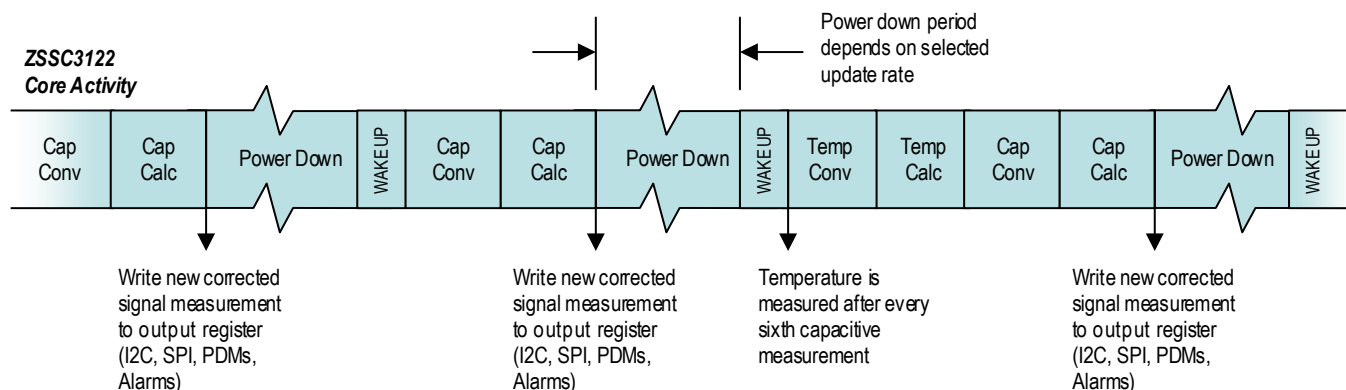 Power down period
depends on selected
update rate
ZSSC3122
Core Activity
Cap
Conv
Cap
Calc
Power Down
WAKEUP
Cap
Conv
Cap
Calc
Power Down
WAKEUP
Temp
Conv
Temp
Calc
Cap
Conv
Cap
Calc
Power Down
WAKEUP
Write new corrected
signal measurement
to output register
(I2C, SPI, PDMs,
Alarms)
Write new corrected
signal measurement
to output register
(I2C, SPI, PDMs,
Alarms)
Temperature is
measured after every
sixth capacitive
measurement
Write new corrected
signal measurement
to output register
(I2C, SPI, PDMs,
Alarms)